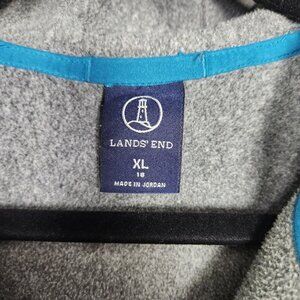 LANDS' END
XL
18
MADE IN JORDAN